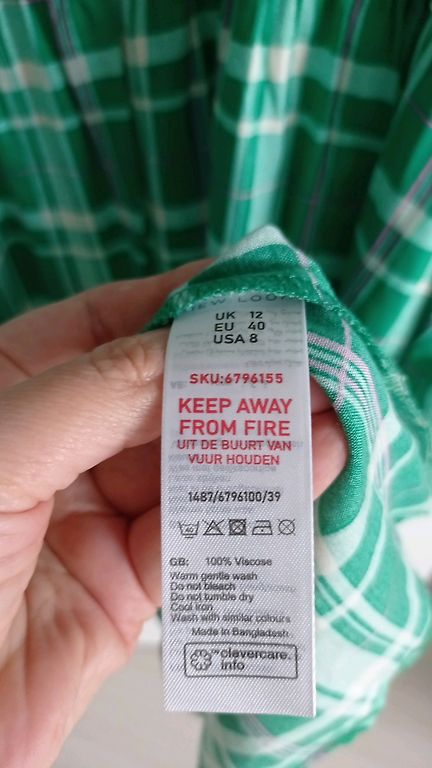 NEW LOOK
UK 12
EU 40
USA 8
SKU:6796155
KEEP AWAY
FROM FIRE
UIT DE BUURT VAN
VUUR HOUDEN
1487/6796100/39
GB: 100% Viscose
Warm gentle wash
Do not bleach
Do not tumble dry
Cool iron
Wash with similar colours
Made in Bangladesh
clevercare.
info